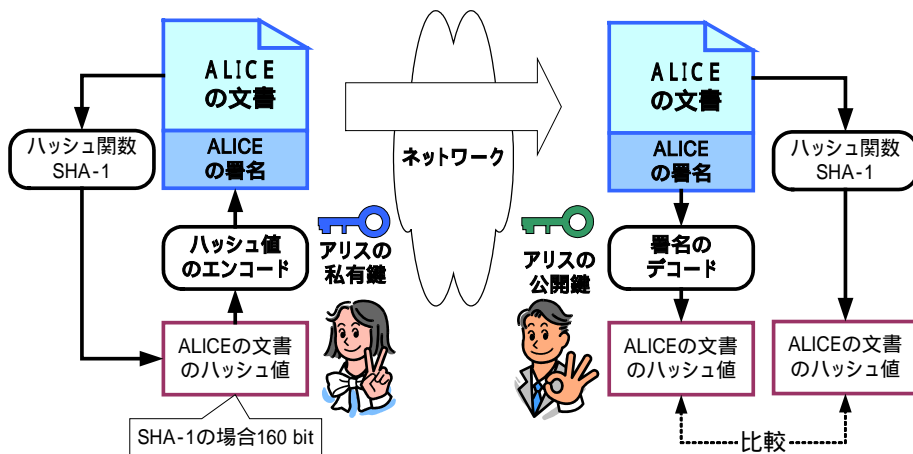 ALICE
の文書
ALICE
の署名
ハッシュ関数
SHA-1
ハッシュ値
のエンコード
アリスの
私有鍵
ALICEの文書
のハッシュ値
SHA-1の場合160 bit
ネットワーク
ALICE
の文書
ALICE
の署名
ハッシュ関数
SHA-1
アリスの
公開鍵
署名の
デコード
ALICEの文書
のハッシュ値
ALICEの文書
のハッシュ値
比較